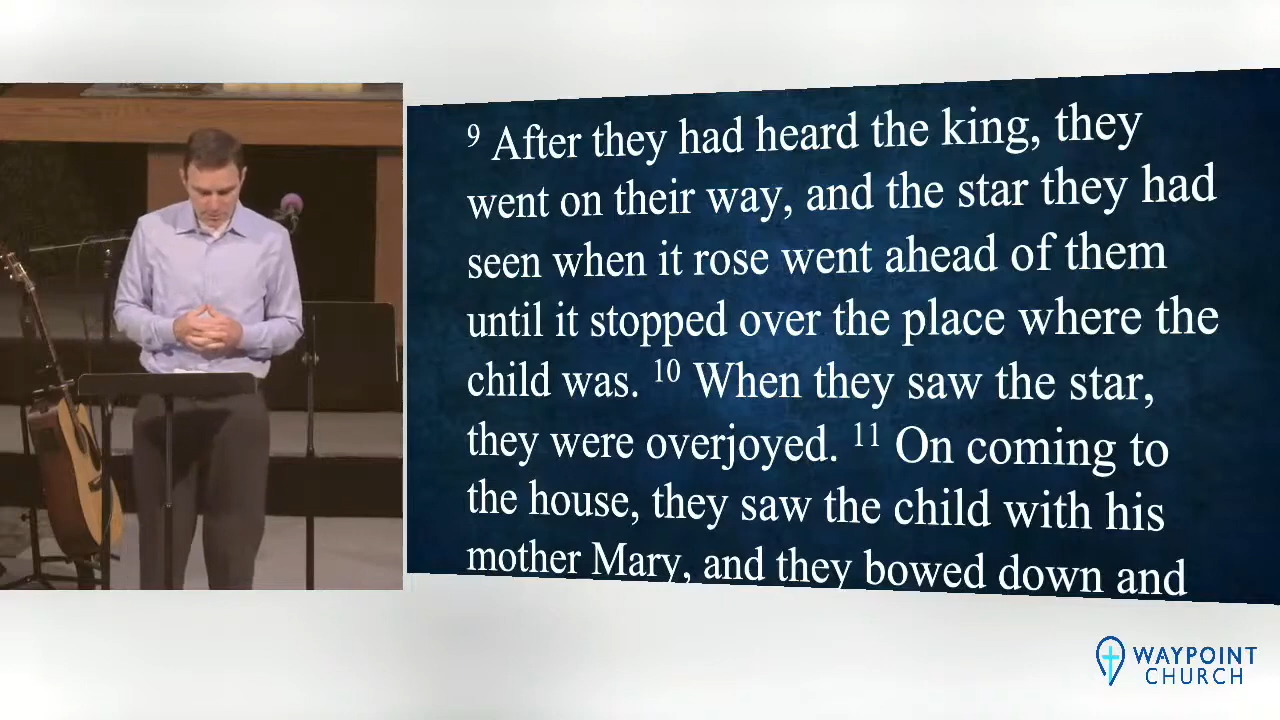 9 After they had heard the king, they
went on their way, and the star they had
seen when it rose went ahead of them
until it stopped over the place where the
child was. 10 When they saw the star,
they were overjoyed. 11 On coming to
the house, they saw the child with his
mother Mary, and they bowed down and
WAYPOINT
CHURCH